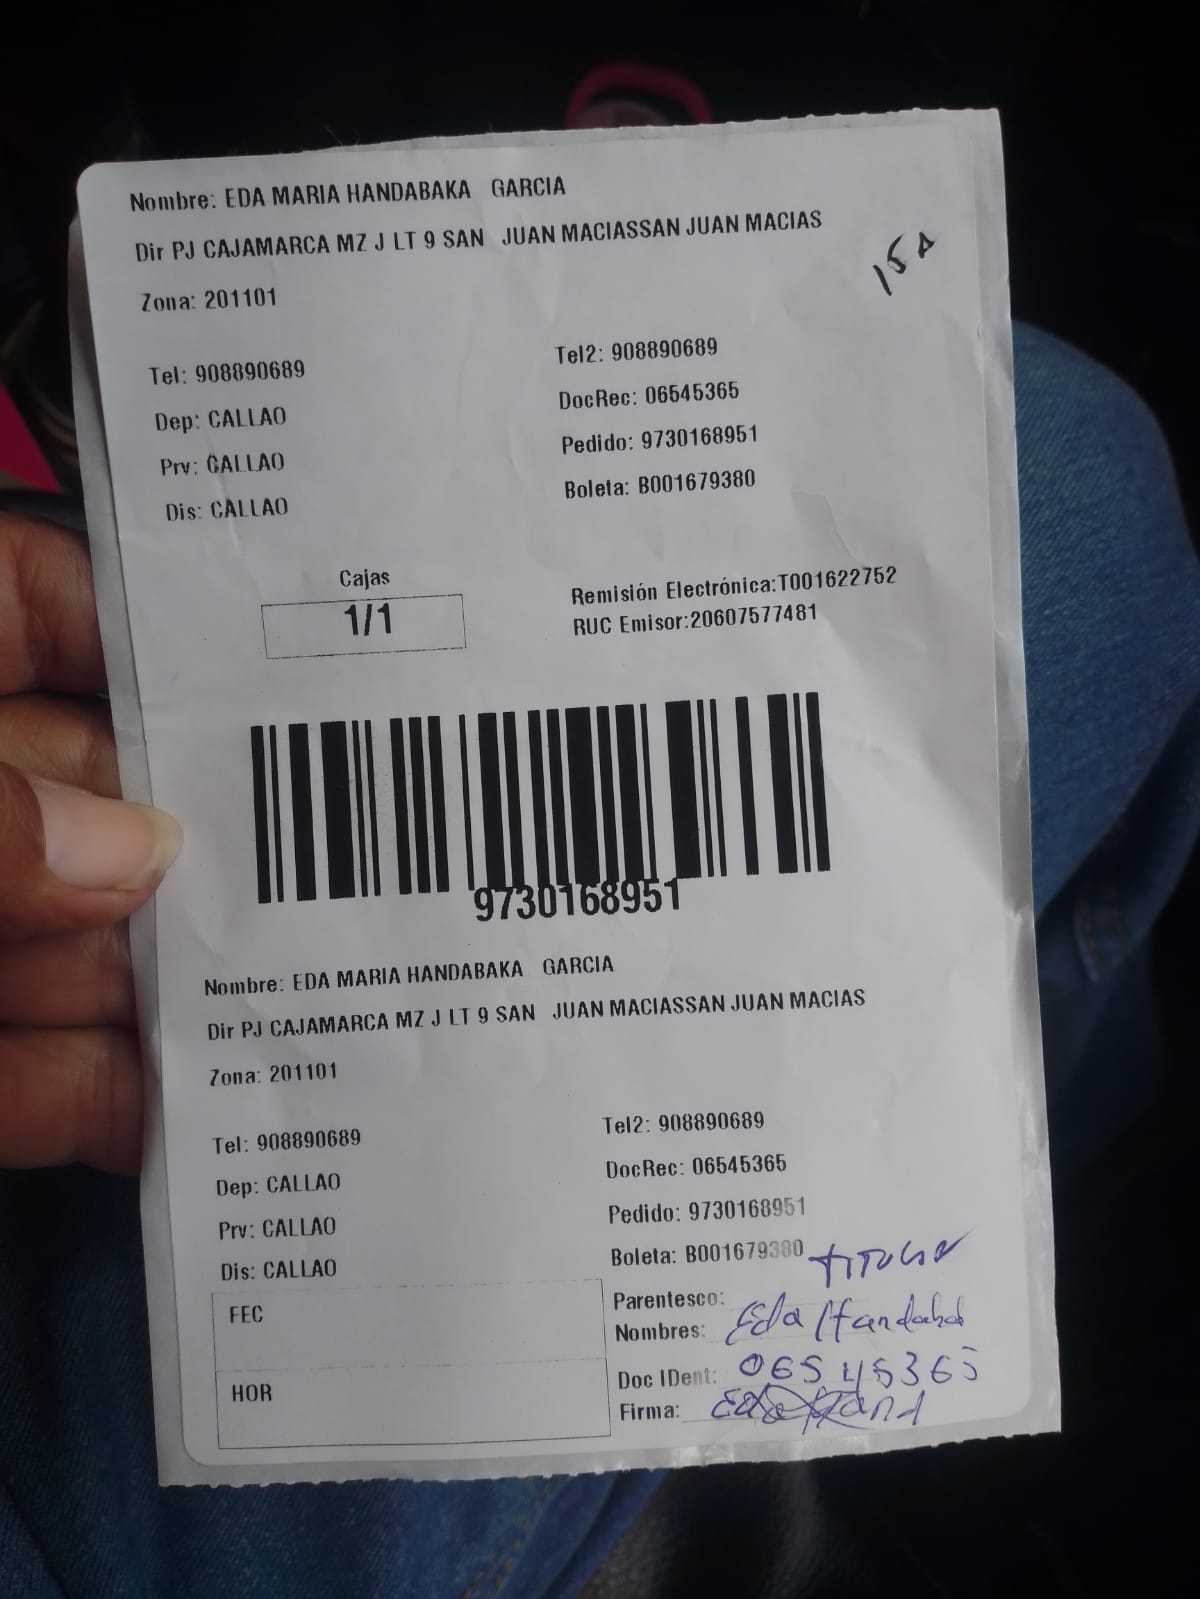 Nombre: EDA MARIA HANDABAKA GARCIA
Dir PJ CAJAMARCA MZ J LT 9 SAN JUAN MACIASSAN JUAN MACIAS
15A
Zona: 201101
Tel: 908890689 Tel2: 908890689
Dep: CALLAO DocRec: 06545365
Prv: CALLAO Pedido: 9730168951
Dis: CALLAO Boleta: B001679380
Cajas
1/1
Remisión Electrónica:T001622752
RUC Emisor:20607577481
9730168951
Nombre: EDA MARIA HANDABAKA GARCIA
Dir PJ CAJAMARCA MZ J LT 9 SAN JUAN MACIASSAN JUAN MACIAS
Zona: 201101
Tel: 908890689 Tel2: 908890689
Dep: CALLAO DocRec: 06545365
Prv: CALLAO Pedido: 9730168951
Dis: CALLAO Boleta: B001679380
FEC
HOR
Parentesco: TITULAR
Nombres: Eda Handaba
Doc IDent: 06545365
Firma: